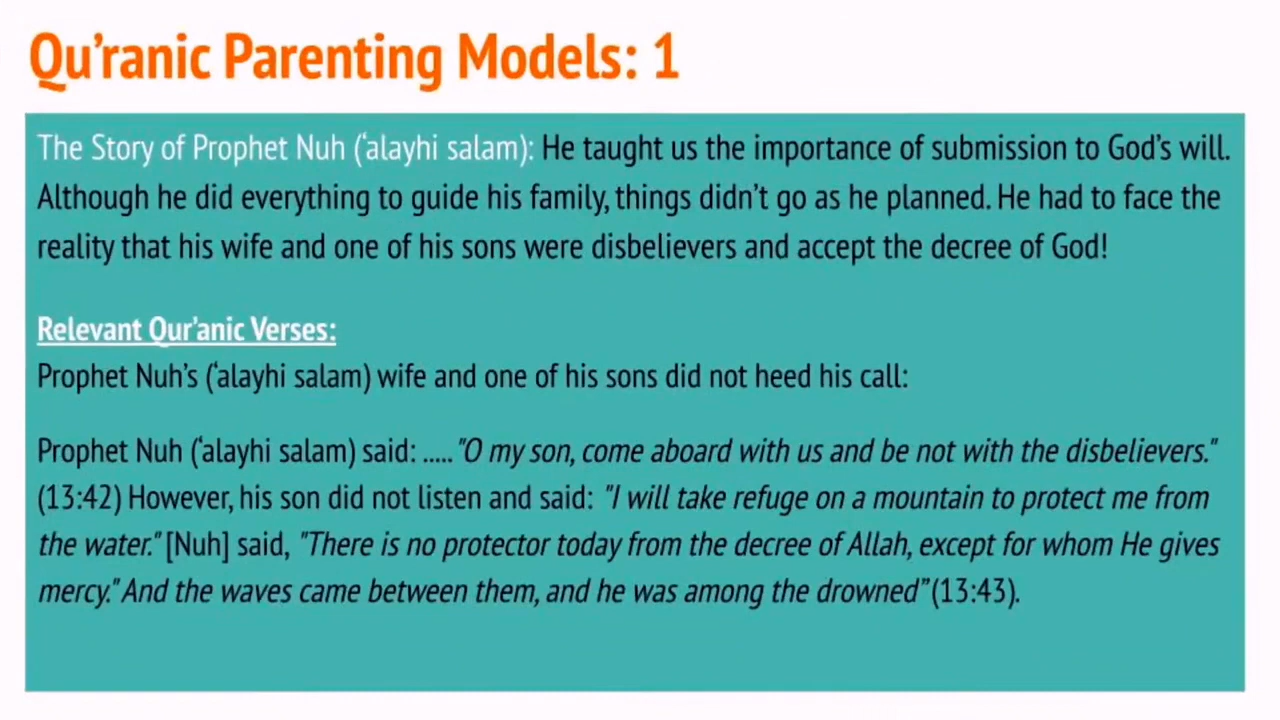 Qu’ranic Parenting Models: 1
The Story of Prophet Nuh (‘alayhi salam): He taught us the importance of submission to God’s will.
Although he did everything to guide his family, things didn’t go as he planned. He had to face the
reality that his wife and one of his sons were disbelievers and accept the decree of God!
Relevant Qur’anic Verses:
Prophet Nuh’s (‘alayhi salam) wife and one of his sons did not heed his call:
Prophet Nuh (‘alayhi salam) said: ..... "O my son, come aboard with us and be not with the disbelievers."
(13:42) However, his son did not listen and said: "I will take refuge on a mountain to protect me from
the water." [Nuh] said, "There is no protector today from the decree of Allah, except for whom He gives
mercy." And the waves came between them, and he was among the drowned” (13:43).